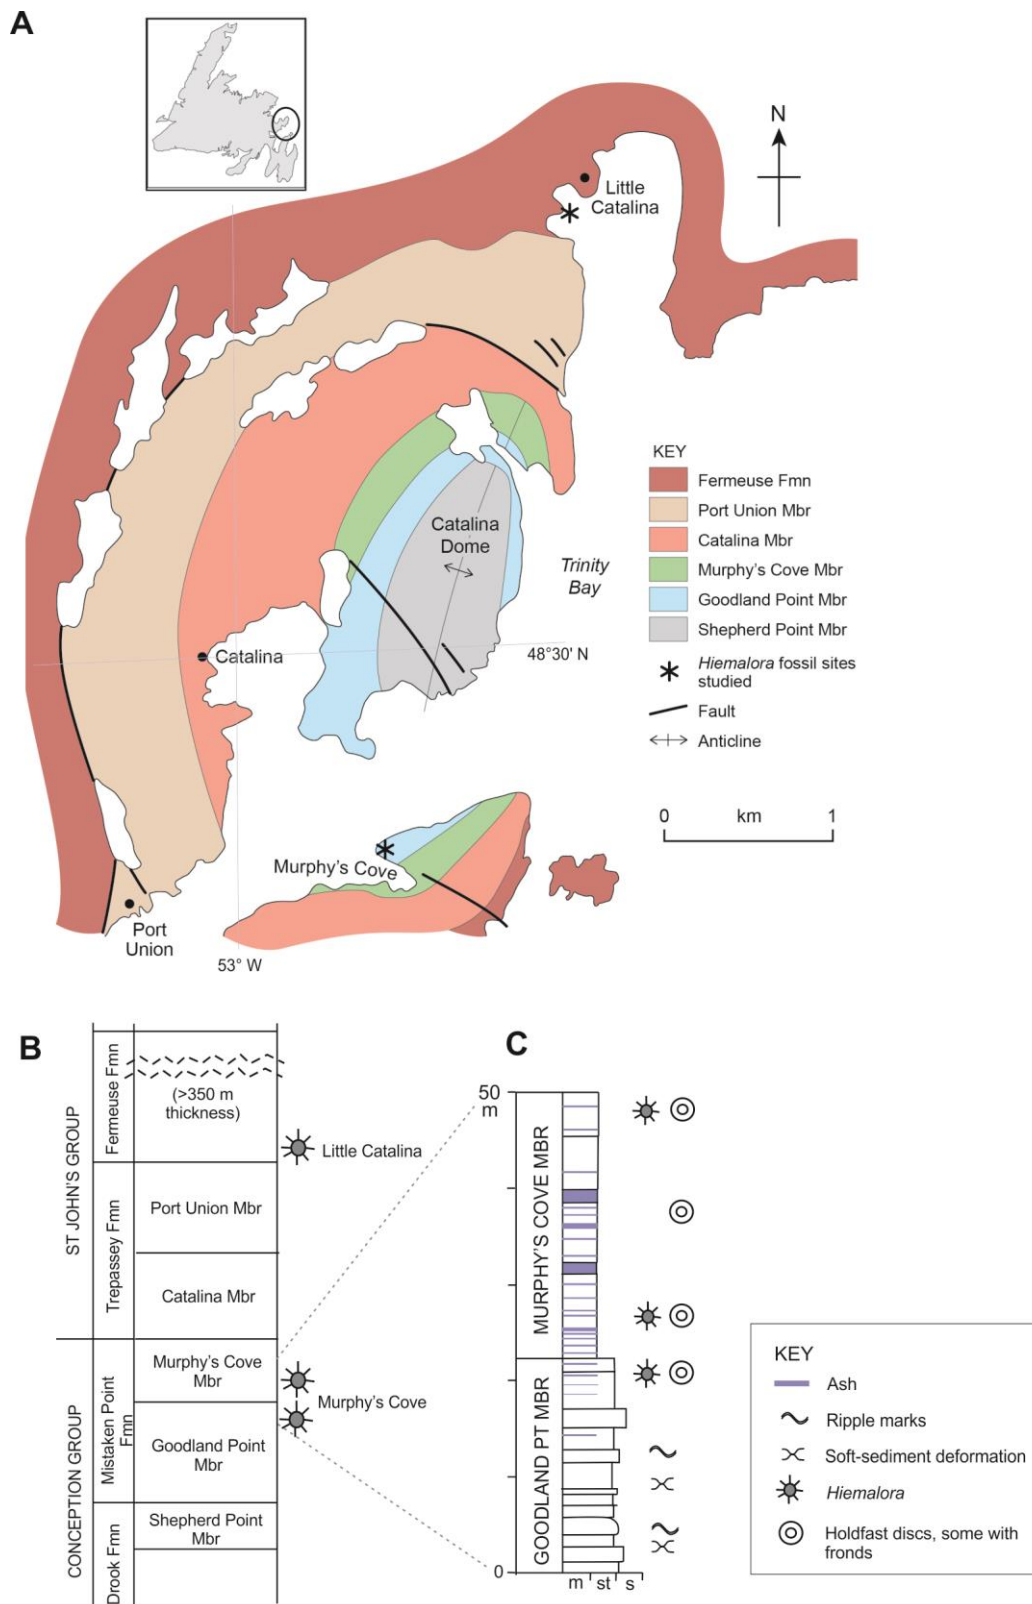 A
N
Little
Catalina
KEY
Fermeuse Fmn
Port Union Mbr
Catalina Mbr
Murphy's Cove Mbr
Goodland Point Mbr
Shepherd Point Mbr
Hiemalora fossil sites
studied
Fault
Anticline
Catalina
Dome
Trinity
Bay
48°30' N
Catalina
0 km 1
Murphy's Cove
Port
Union
53° W
B
ST JOHN'S GROUP
CONCEPTION GROUP
Fermeuse Fmn
Trepassey Fmn
Mistaken Point
Fmn
Drook Fmn
(>350 m
thickness)
Little Catalina
Port Union Mbr
Catalina Mbr
Murphy's Cove
Mbr
Murphy's Cove
Goodland Point
Mbr
Shepherd Point
Mbr
C
50
m
MURPHY'S COVE MBR
GOODLAND PT MBR
0
m st s
KEY
Ash
Ripple marks
Soft-sediment deformation
Hiemalora
Holdfast discs, some with
fronds